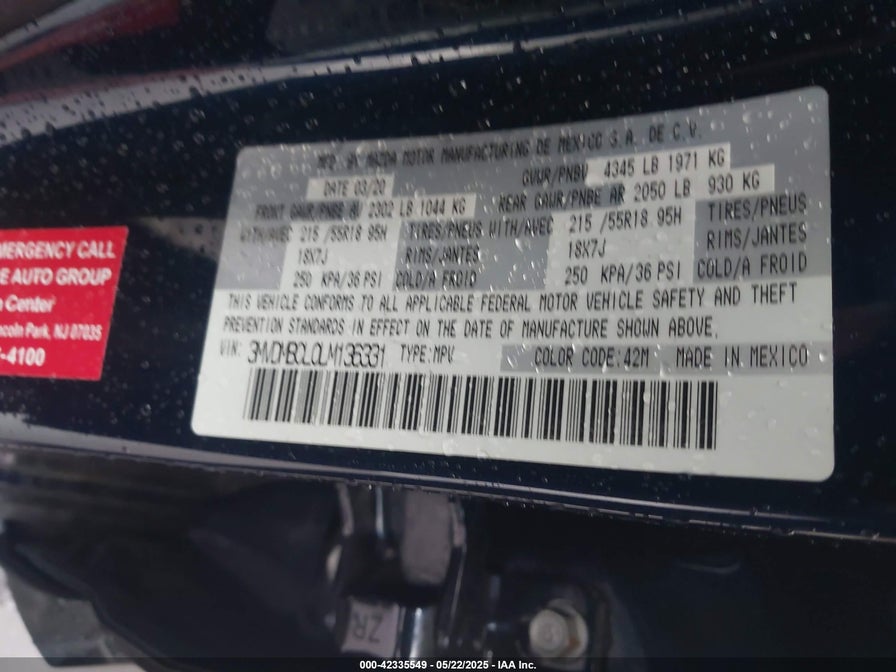 MFD. BY MAZDA MOTOR MANUFACTURING DE MEXICO S.A. DE C.V.
DATE 03/20 GVWR/PNBV 4345 LB 1971 KG
FRONT GAWR/PNBE AV 2302 LB 1044 KG REAR GAWR/PNBE AR 2050 LB 930 KG
WITH/AVEC 215 /55R18 95H TIRES/PNEUS WITH/AVEC 215 /55R18 95H TIRES/PNEUS
18X7J RIMS/JANTES 18X7J RIMS/JANTES
250 KPA/36 PSI COLD/A FROID 250 KPA/36 PSI COLD/A FROID
THIS VEHICLE CONFORMS TO ALL APPLICABLE FEDERAL MOTOR VEHICLE SAFETY AND THEFT
PREVENTION STANDARDS IN EFFECT ON THE DATE OF MANUFACTURE SHOWN ABOVE.
VIN: 3MVDMBCL0LM136331 TYPE:MPV COLOR CODE:42M MADE IN MEXICO
EMERGENCY CALL
AUTO GROUP
Center
Lincoln Park, NJ 07035
-4100
ZR
000-42335549 - 05/22/2025 - IAA Inc.